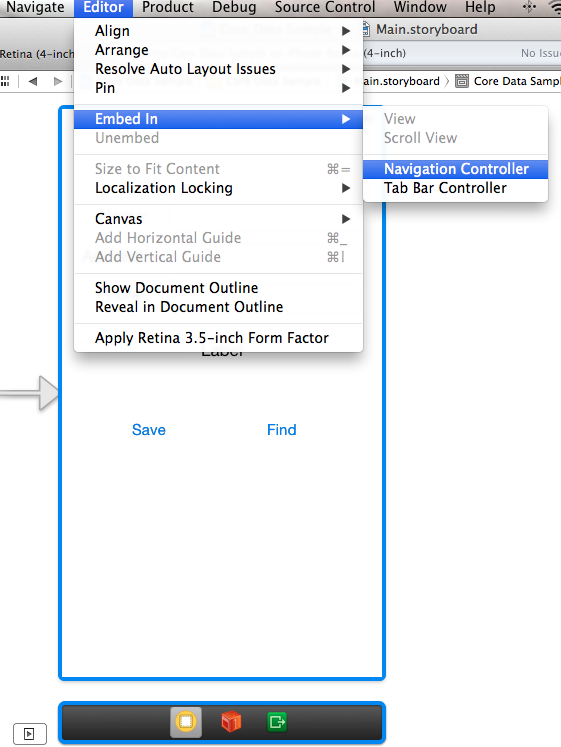 Navigate Editor Product Debug Source Control Window Help
Align
Main.storyboard
Arrange
Retina (4-inch) (4-inch) No Issu
Resolve Auto Layout Issues
Pin
Main.storyboard Core Data Sampl
Embed In
View
Unembed
Scroll View
Size to Fit Content ⌘=
Navigation Controller
Localization Locking
Tab Bar Controller
Canvas
Add Horizontal Guide ⌘_
Add Vertical Guide ⌘|
Show Document Outline
Reveal in Document Outline
Apply Retina 3.5-inch Form Factor
Label
Save Find